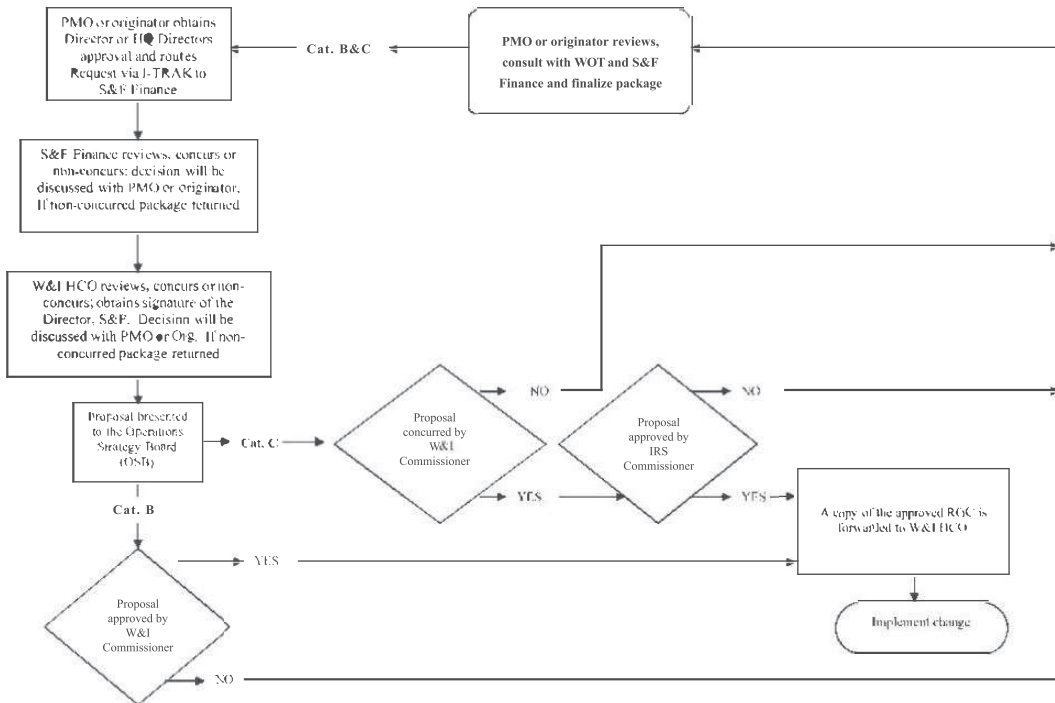 PMO or originator obtains
Director or HQ Directors
approval and routes
Request via I-TRAK to
S&F Finance
Cat. B&C
PMO or originator reviews,
consult with WOT and S&F
Finance and finalize package
S&F Finance reviews, concurs or
non-concurs; decision will be
discussed with PMO or originator.
If non-concurred package returned
W&I HCO reviews, concurs or non-
concurs; obtains signature of the
Director, S&F. Decision will be
discussed with PMO or Org. If non-
concurred package returned
Proposal presented
to the Operations
Strategy Board
(OSB)
Cat. C
Proposal
concurred by
W&I
Commissioner
NO
YES
Proposal
approved by
IRS
Commissioner
NO
YES
A copy of the approved ROC is
forwarded to W&I HCO
Cat. B
Proposal
approved by
W&I
Commissioner
YES
NO
Implement change